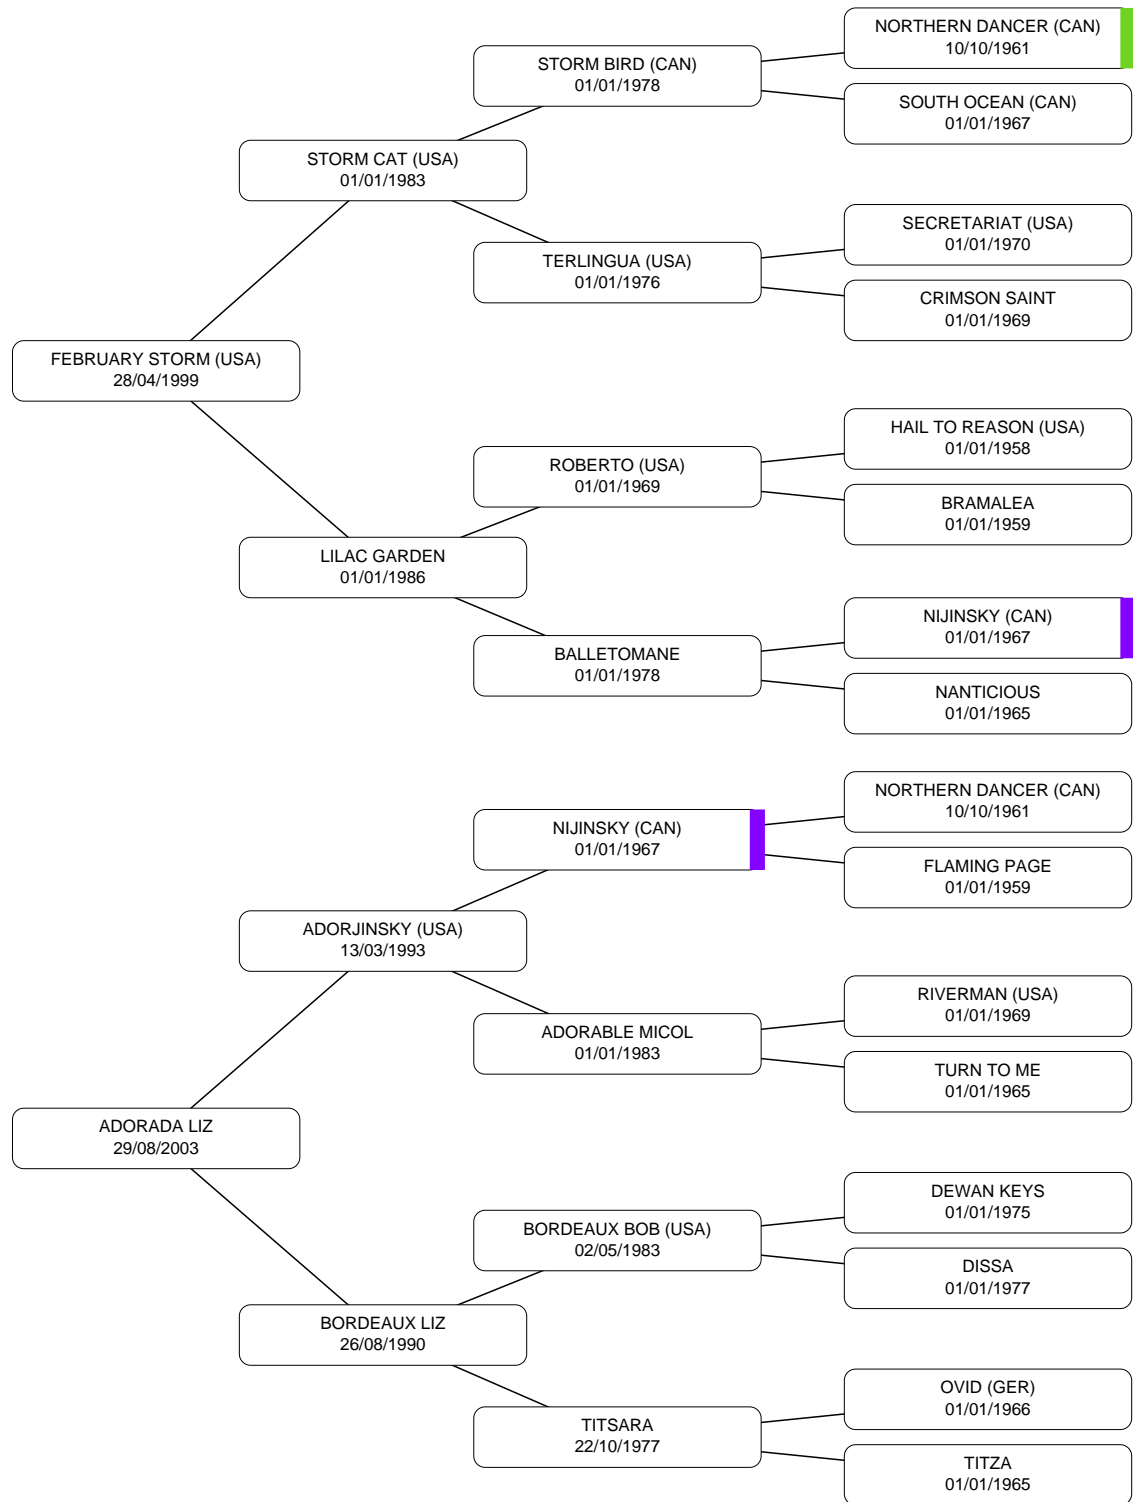 NORTHERN DANCER (CAN)
10/10/1961
STORM BIRD (CAN)
01/01/1978
SOUTH OCEAN (CAN)
01/01/1967
STORM CAT (USA)
01/01/1983
SECRETARIAT (USA)
01/01/1970
TERLINGUA (USA)
01/01/1976
CRIMSON SAINT
01/01/1969
FEBRUARY STORM (USA)
28/04/1999
HAIL TO REASON (USA)
01/01/1958
ROBERTO (USA)
01/01/1969
BRAMALEA
01/01/1959
LILAC GARDEN
01/01/1986
NIJINSKY (CAN)
01/01/1967
BALLETOMANE
01/01/1978
NANTICIOUS
01/01/1965
NORTHERN DANCER (CAN)
10/10/1961
NIJINSKY (CAN)
01/01/1967
FLAMING PAGE
01/01/1959
ADORJINSKY (USA)
13/03/1993
RIVERMAN (USA)
01/01/1969
ADORABLE MICOL
01/01/1983
TURN TO ME
01/01/1965
ADORADA LIZ
29/08/2003
DEWAN KEYS
01/01/1975
BORDEAUX BOB (USA)
02/05/1983
DISSA
01/01/1977
BORDEAUX LIZ
26/08/1990
OVID (GER)
01/01/1966
TITSARA
22/10/1977
TITZA
01/01/1965